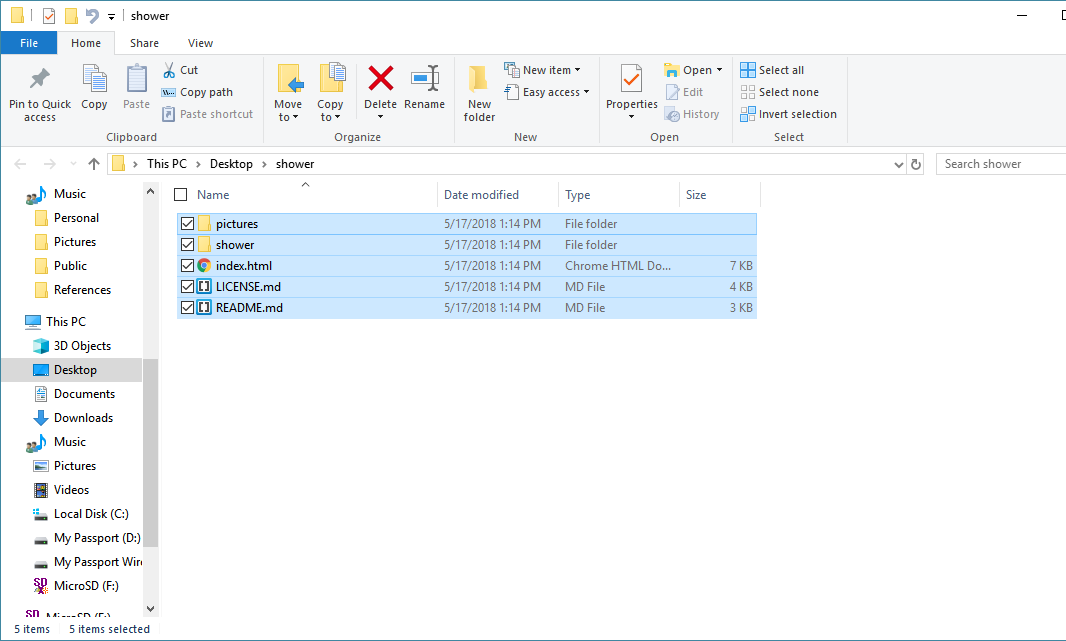 shower
File Home Share View
Pin to Quick access
Copy
Paste
Cut
Copy path
Paste shortcut
Clipboard
Move to
Copy to
Delete
Rename
Organize
New folder
New item
Easy access
New
Properties
Open
Edit
History
Open
Select all
Select none
Invert selection
Select
This PC > Desktop > shower
Search shower
Music
Personal
Pictures
Public
References
This PC
3D Objects
Desktop
Documents
Downloads
Music
Pictures
Videos
Local Disk (C:)
My Passport (D:)
My Passport Wire
MicroSD (F:)
MicroSD (F:)
Name Date modified Type Size
pictures 5/17/2018 1:14 PM File folder
shower 5/17/2018 1:14 PM File folder
index.html 5/17/2018 1:14 PM Chrome HTML Do... 7 KB
LICENSE.md 5/17/2018 1:14 PM MD File 4 KB
README.md 5/17/2018 1:14 PM MD File 3 KB
5 items 5 items selected